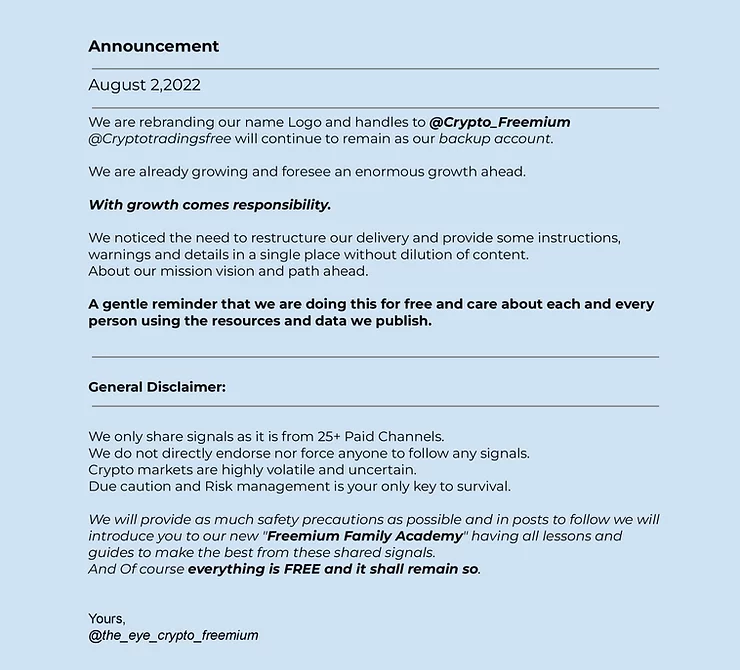 Announcement
August 2,2022
We are rebranding our name Logo and handles to @Crypto_Freemium
@Cryptotradingsfree will continue to remain as our backup account.
We are already growing and foresee an enormous growth ahead.
With growth comes responsibility.
We noticed the need to restructure our delivery and provide some instructions,
warnings and details in a single place without dilution of content.
About our mission vision and path ahead.
A gentle reminder that we are doing this for free and care about each and every
person using the resources and data we publish.
General Disclaimer:
We only share signals as it is from 25+ Paid Channels.
We do not directly endorse nor force anyone to follow any signals.
Crypto markets are highly volatile and uncertain.
Due caution and Risk management is your only key to survival.
We will provide as much safety precautions as possible and in posts to follow we will
introduce you to our new "Freemium Family Academy" having all lessons and
guides to make the best from these shared signals.
And Of course everything is FREE and it shall remain so.
Yours,
@the_eye_crypto_freemium